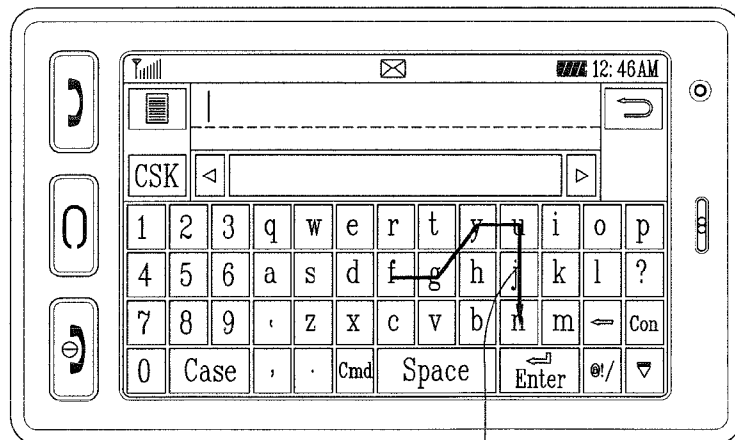 12:46AM
CSK
1 2 3 q w e r t y u i o p
4 5 6 a s d f g h j k l ?
7 8 9 ' z x c v b n m Con
0 Case , . Cmd Space Enter @!/